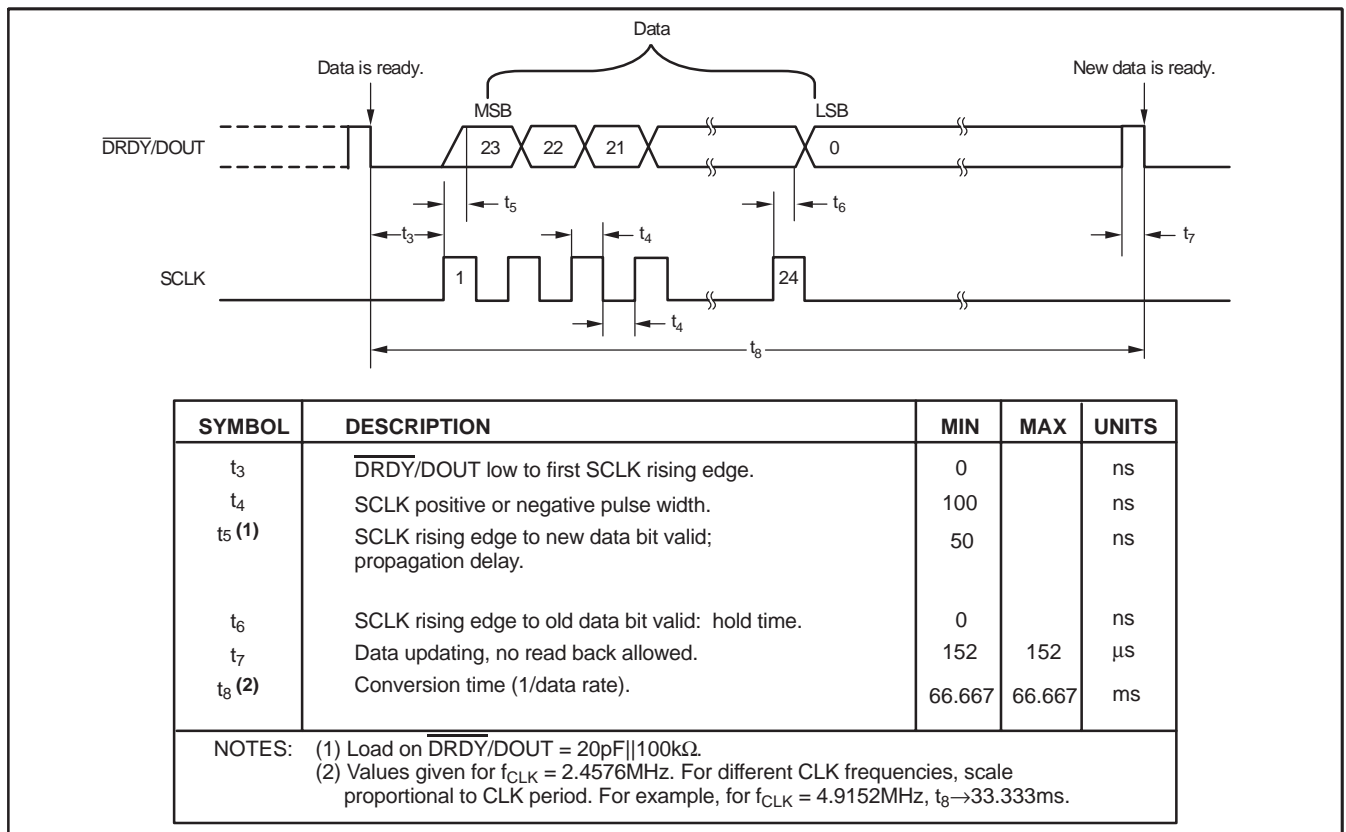 Data
Data is ready.
New data is ready.
MSB
LSB
DRDY/DOUT
23
22
21
0
t5
t6
t3
t4
t7
SCLK
1
24
t4
t8
SYMBOL DESCRIPTION MIN MAX UNITS
t3 DRDY/DOUT low to first SCLK rising edge. 0 ns
t4 SCLK positive or negative pulse width. 100 ns
t5 (1) SCLK rising edge to new data bit valid; 50 ns
propagation delay.
t6 SCLK rising edge to old data bit valid: hold time. 0 ns
t7 Data updating, no read back allowed. 152 152 μs
t8 (2) Conversion time (1/data rate). 66.667 66.667 ms
NOTES: (1) Load on DRDY/DOUT = 20pF||100kΩ.
(2) Values given for fCLK = 2.4576MHz. For different CLK frequencies, scale
proportional to CLK period. For example, for fCLK = 4.9152MHz, t8→33.333ms.